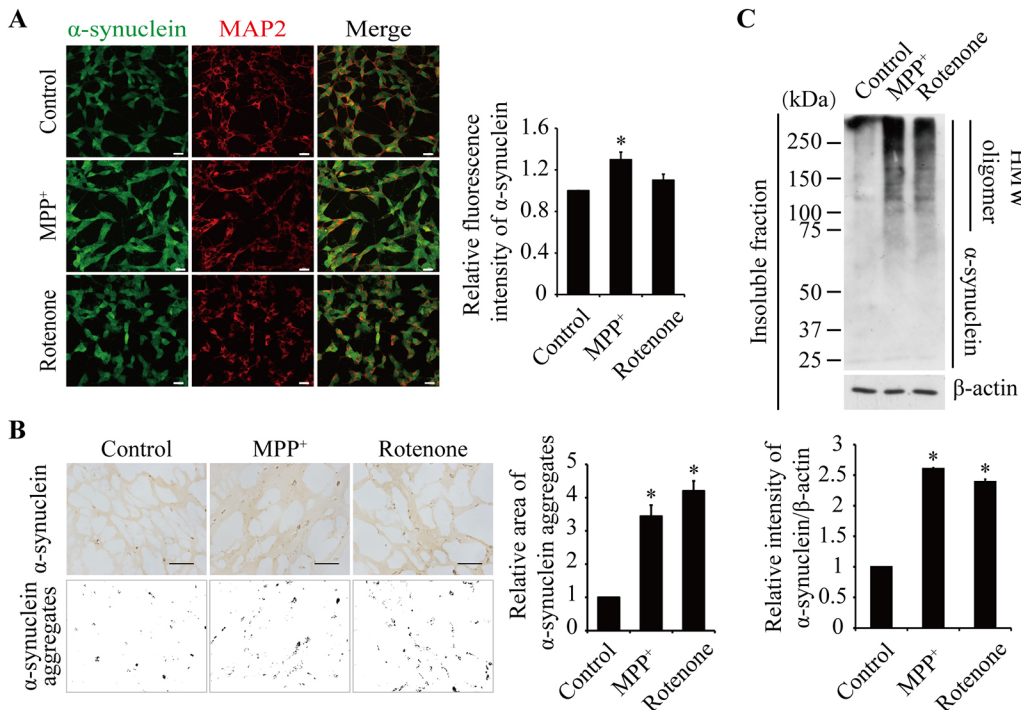 A
α-synuclein MAP2 Merge
Control
MPP⁺
Rotenone
Relative fluorescence
intensity of α-synuclein
1.6
1.2
0.8
0.4
0
*
Control
MPP⁺
Rotenone
C
Control
MPP⁺
Rotenone
(kDa)
250
150
100
75
50
37
25
Insoluble fraction
HMW
oligomer
α-synuclein
β-actin
B
Control MPP⁺ Rotenone
α-synuclein
α-synuclein
aggregates
Relative area of
α-synuclein aggregates
5
4
3
2
1
0
*
*
Control
MPP⁺
Rotenone
Relative intensity of
α-synuclein/β-actin
3
2.5
2
1.5
1
0.5
0
*
*
Control
MPP⁺
Rotenone